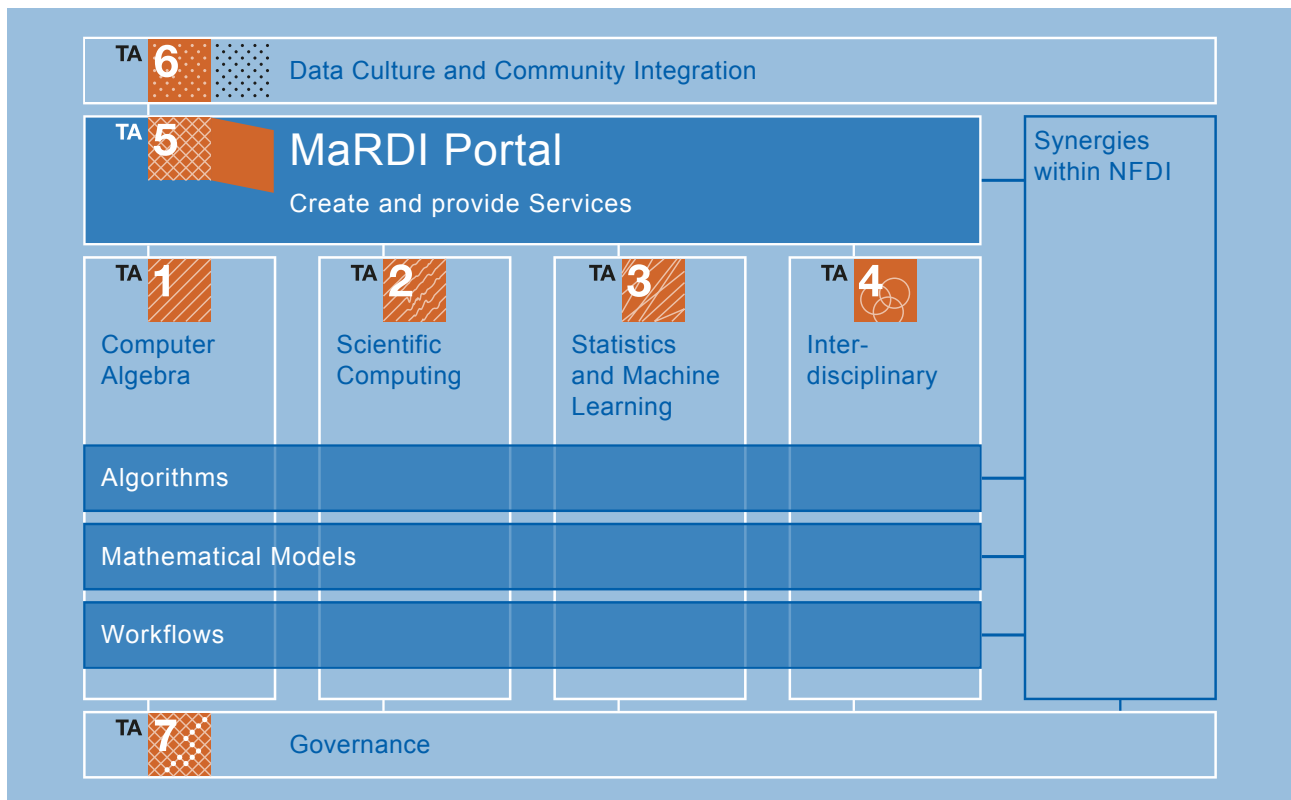 TA 6 Data Culture and Community Integration
TA 5 MaRDI Portal
Create and provide Services
Synergies
within NFDI
TA 1
Computer
Algebra
TA 2
Scientific
Computing
TA 3
Statistics
and Machine
Learning
TA 4
Inter-
disciplinary
Algorithms
Mathematical Models
Workflows
TA 7 Governance